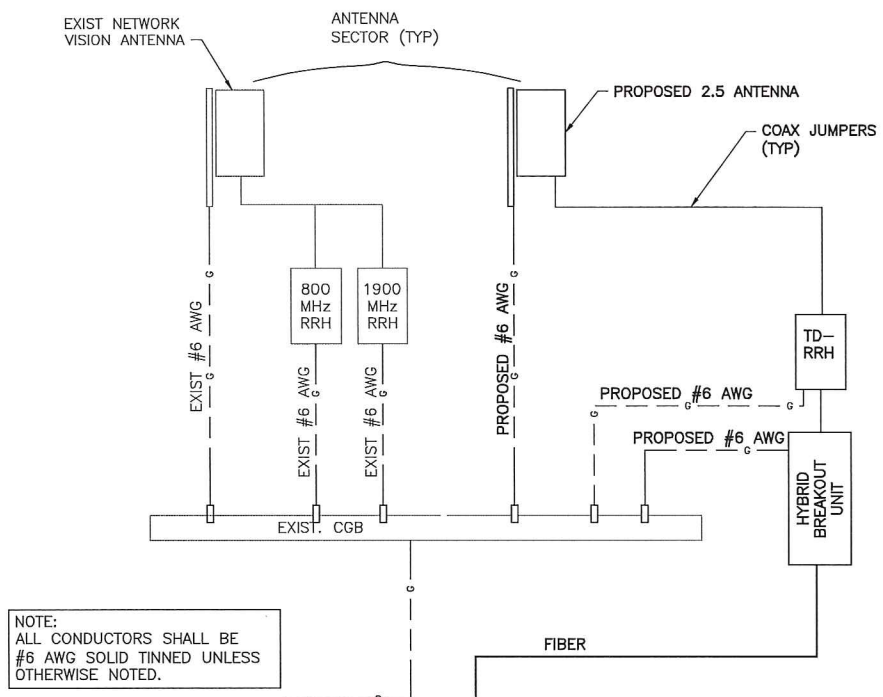 EXIST NETWORK
VISION ANTENNA
ANTENNA
SECTOR (TYP)
PROPOSED 2.5 ANTENNA
COAX JUMPERS
(TYP)
G
G
G
G
800
MHz
RRH
1900
MHz
RRH
TD-
RRH
EXIST #6 AWG
EXIST #6 AWG
G
EXIST #6 AWG
G
PROPOSED #6 AWG
PROPOSED #6 AWG
G
G
G
PROPOSED #6 AWG
G
HYBRID
BREAKOUT
UNIT
EXIST. CGB
G
NOTE:
ALL CONDUCTORS SHALL BE
#6 AWG SOLID TINNED UNLESS
OTHERWISE NOTED.
FIBER